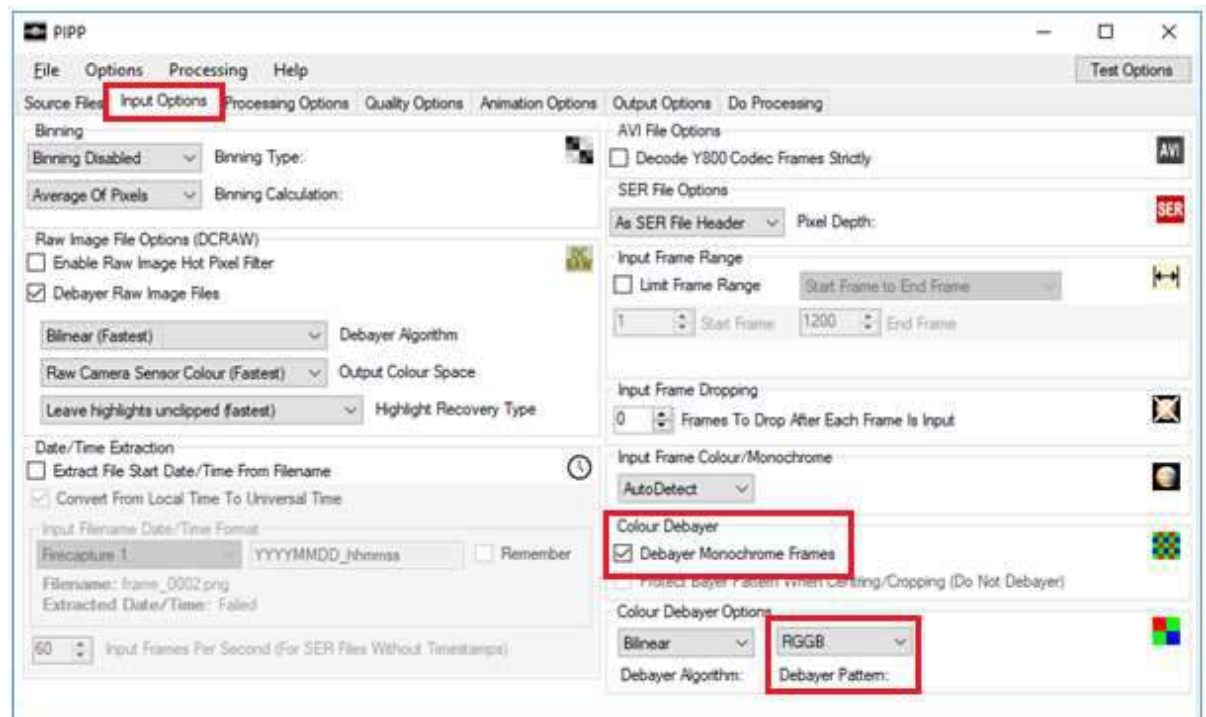 PIPP
File Options Processing Help
Test Options
Source Files Input Options Processing Options Quality Options Animation Options Output Options Do Processing
Binning
Binning Disabled Binning Type:
Average Of Pixels Binning Calculation:
Raw Image File Options (DCRAW)
DC RAW
Enable Raw Image Hot Pixel Filter
Debayer Raw Image Files
Bilinear (Fastest) Debayer Algorithm
Raw Camera Sensor Colour (Fastest) Output Colour Space
Leave highlights unclipped (fastest) Highlight Recovery Type
Date/Time Extraction
Extract File Start Date/Time From Filename
Convert From Local Time To Universal Time
Input Filename Date/Time Format
Firecapture 1 YYYYMMDD_hhmmss Remember
Filename: frame_0002.png
Extracted Date/Time: Failed
60 Input Frames Per Second (For SER Files Without Timestamps)
AVI File Options
AVI
Decode Y800 Codec Frames Strictly
SER File Options
SER
As SER File Header Pixel Depth:
Input Frame Range
Limit Frame Range Start Frame to End Frame
1 Start Frame 1200 End Frame
Input Frame Dropping
0 Frames To Drop After Each Frame Is Input
Input Frame Colour/Monochrome
AutoDetect
Colour Debayer
Debayer Monochrome Frames
Protect Bayer Pattern When Centring/Cropping (Do Not Debayer)
Colour Debayer Options
Bilinear RGGB
Debayer Algorithm: Debayer Pattern: